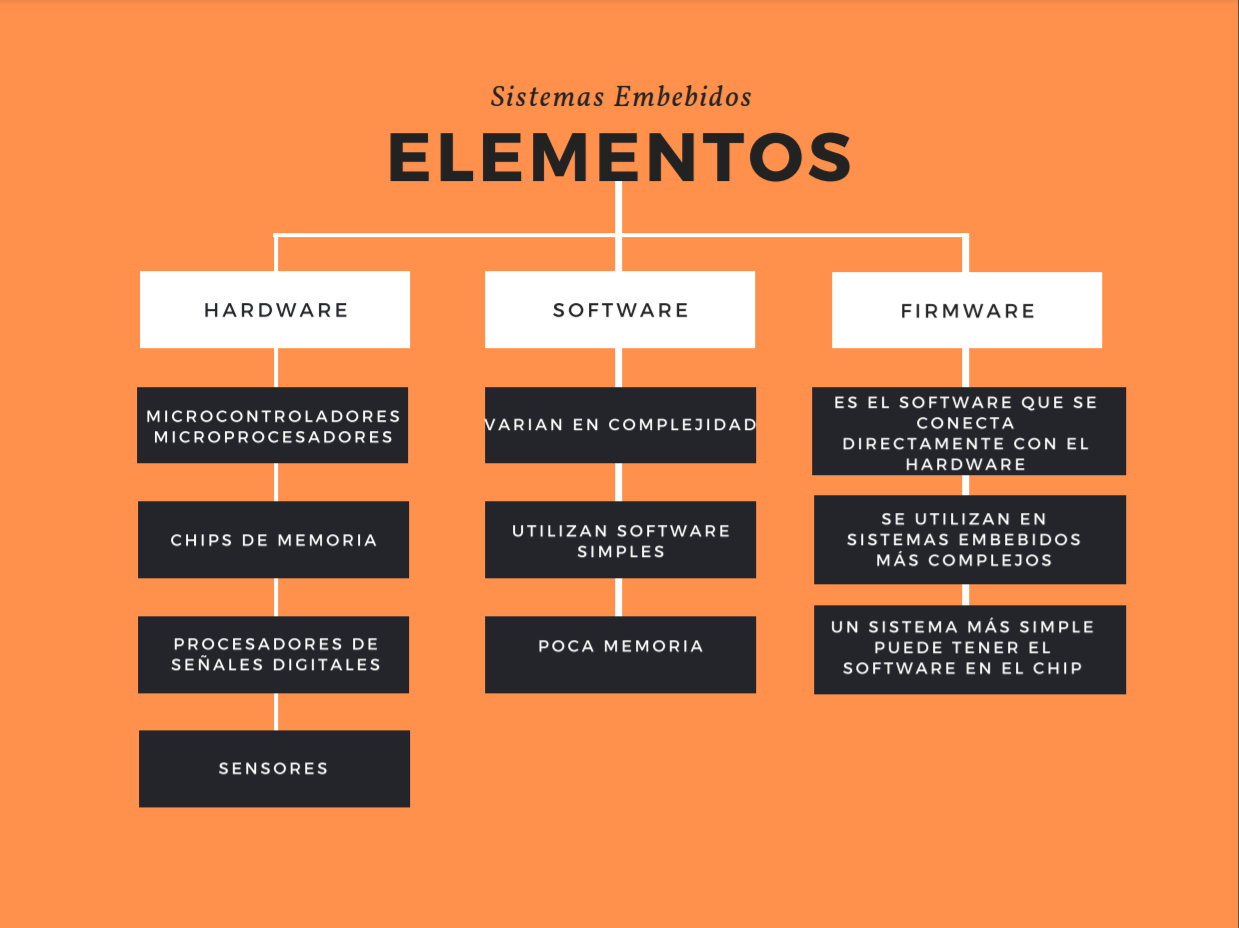 Sistemas Embebidos
ELEMENTOS
HARDWARE
MICROCONTROLADORES
MICROPROCESADORES
CHIPS DE MEMORIA
PROCESADORES DE
SEÑALES DIGITALES
SENSORES
SOFTWARE
VARIAN EN COMPLEJIDAD
UTILIZAN SOFTWARE
SIMPLES
POCA MEMORIA
FIRMWARE
ES EL SOFTWARE QUE SE
CONECTA
DIRECTAMENTE CON EL
HARDWARE
SE UTILIZAN EN
SISTEMAS EMBEBIDOS
MÁS COMPLEJOS
UN SISTEMA MÁS SIMPLE
PUEDE TENER EL
SOFTWARE EN EL CHIP